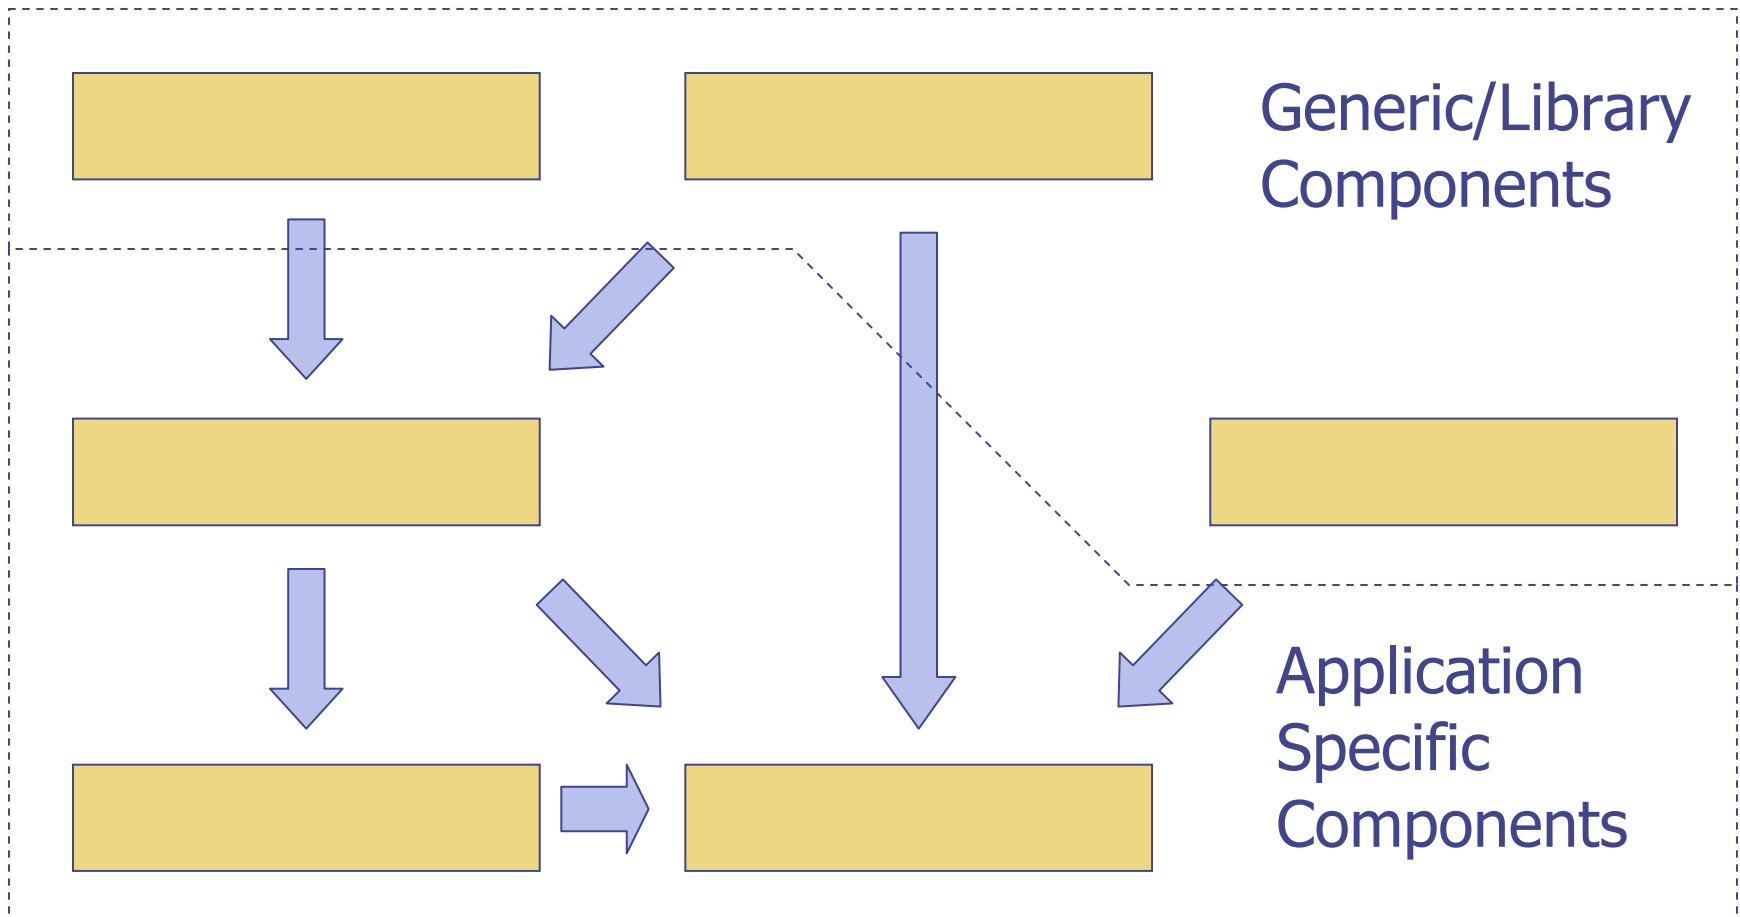 Generic/Library
Components
Application
Specific
Components